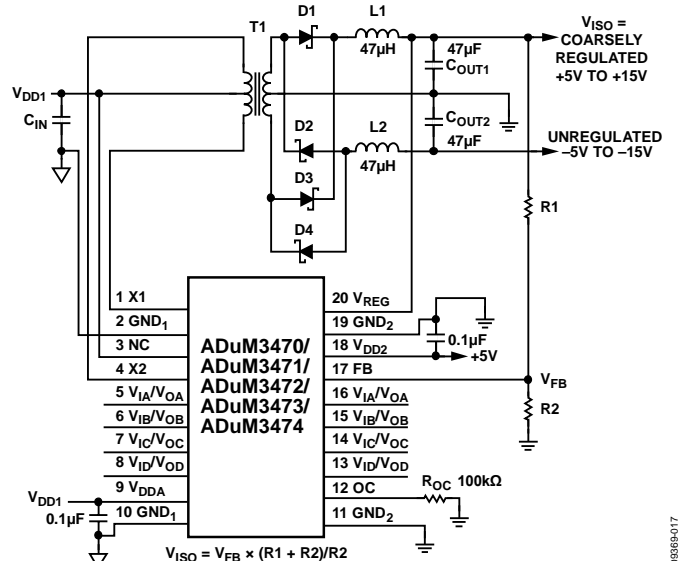 T1
D1
L1
47µH
47µF
C_OUT1
V_ISO =
COARSELY
REGULATED
+5V TO +15V
V_DD1
C_IN
D2
L2
47µH
C_OUT2
47µF
UNREGULATED
–5V TO –15V
D3
D4
R1
1 X1
2 GND_1
3 NC
4 X2
5 V_IA/V_OA
6 V_IB/V_OB
7 V_IC/V_OC
8 V_ID/V_OD
9 V_DDA
10 GND_1
ADuM3470/
ADuM3471/
ADuM3472/
ADuM3473/
ADuM3474
20 V_REG
19 GND_2
18 V_DD2
17 FB
16 V_IA/V_OA
15 V_IB/V_OB
14 V_IC/V_OC
13 V_ID/V_OD
12 OC
11 GND_2
0.1µF
+5V
V_FB
R2
R_OC 100kΩ
V_DD1
0.1µF
V_ISO = V_FB × (R1 + R2)/R2
09369-017